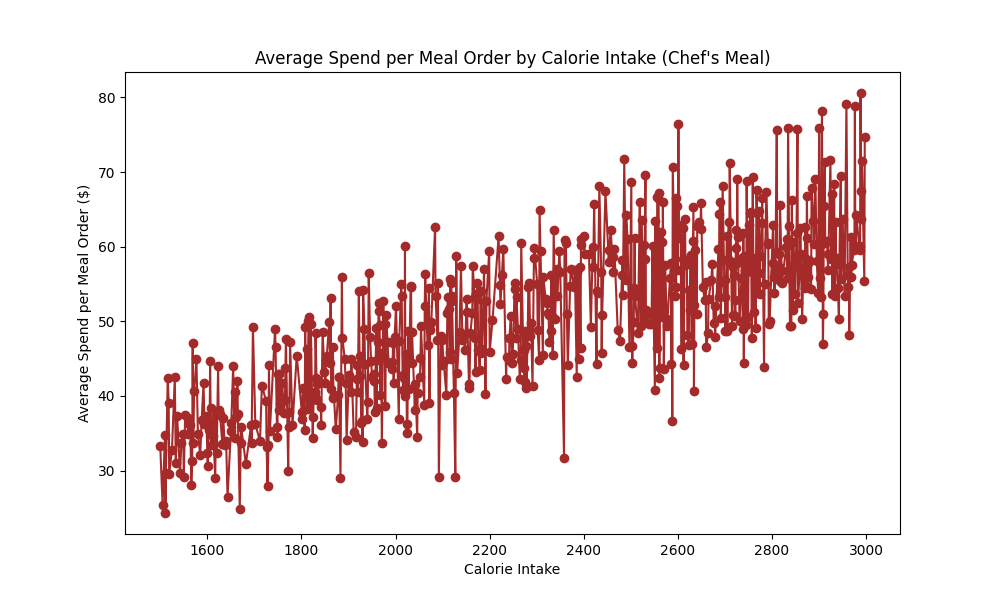 Average Spend per Meal Order by Calorie Intake (Chef's Meal)
Average Spend per Meal Order ($)
80
70
60
50
40
30
1600 1800 2000 2200 2400 2600 2800 3000
Calorie Intake